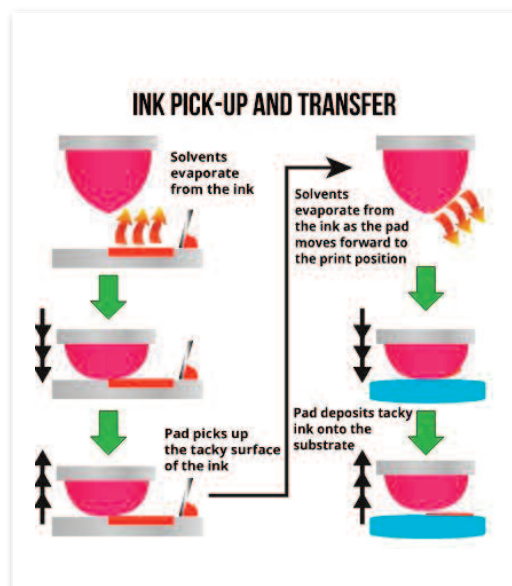 INK PICK-UP AND TRANSFER
Solvents
evaporate
from the ink
Pad picks up
the tacky surface
of the ink
Solvents
evaporate from
the ink as the pad
moves forward to
the print position
Pad deposits tacky
ink onto the
substrate